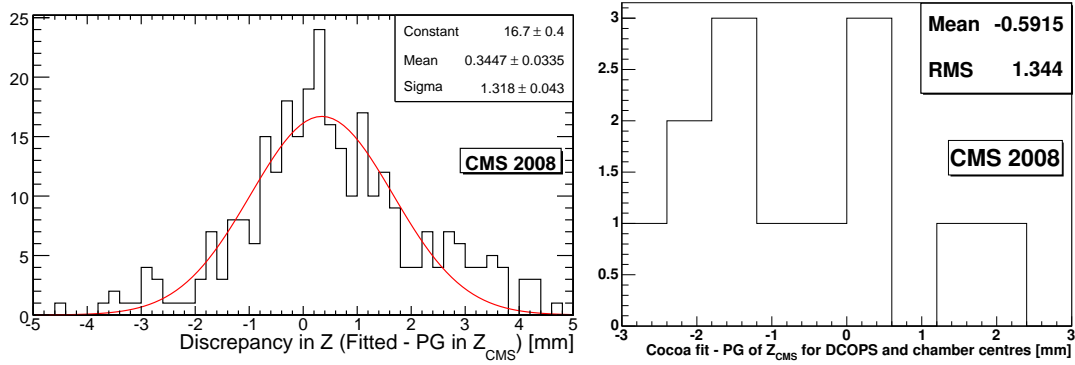 25
20
15
10
5
0
Constant 16.7 ± 0.4
Mean 0.3447 ± 0.0335
Sigma 1.318 ± 0.043
CMS 2008
-5 -4 -3 -2 -1 0 1 2 3 4 5
Discrepancy in Z (Fitted - PG in Z_CMS) [mm]
3
2.5
2
1.5
1
0.5
0
Mean -0.5915
RMS 1.344
CMS 2008
-3 -2 -1 0 1 2 3
Cocoa fit - PG of Z_CMS for DCOPS and chamber centres [mm]